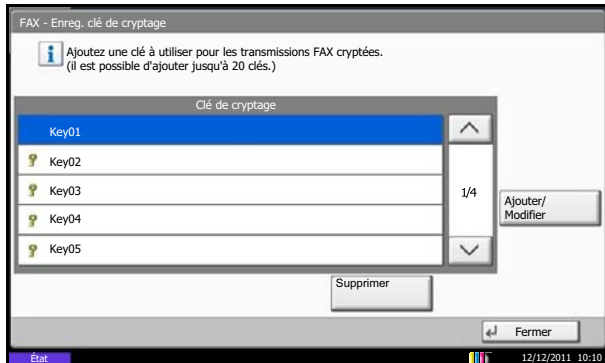 FAX - Enreg. clé de cryptage
Ajoutez une clé à utiliser pour les transmissions FAX cryptées.
(il est possible d'ajouter jusqu'à 20 clés.)
Clé de cryptage
Key01
Key02
Key03
1/4
Ajouter/
Modifier
Key04
Key05
Supprimer
Fermer
État
12/12/2011 10:10